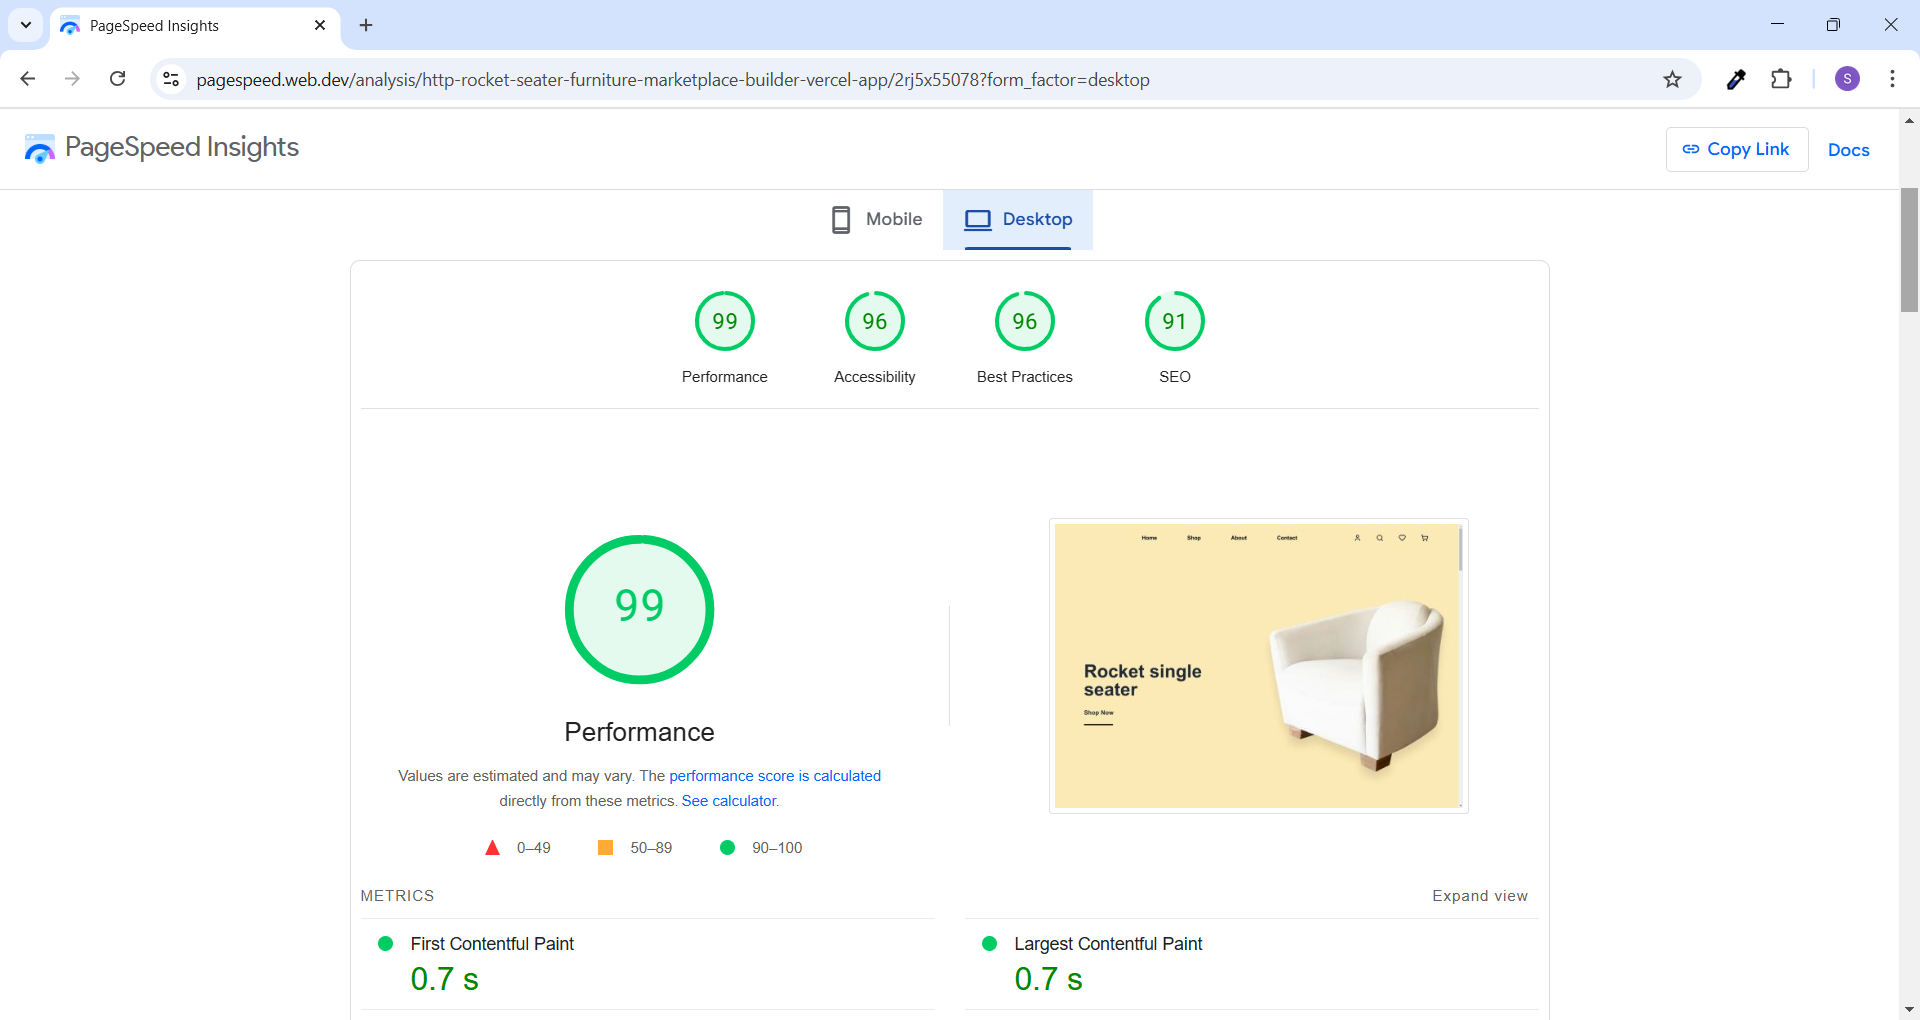 PageSpeed Insights
pagespeed.web.dev/analysis/http-rocket-seater-furniture-marketplace-builder-vercel-app/2rj5x55078?form_factor=desktop
S
PageSpeed Insights
Copy Link
Docs
Mobile
Desktop
99
96
96
91
Performance
Accessibility
Best Practices
SEO
99
Performance
Values are estimated and may vary. The performance score is calculated
directly from these metrics. See calculator.
0–49
50–89
90–100
Home
Shop
About
Contact
Rocket single
seater
Shop Now
METRICS
Expand view
First Contentful Paint
0.7 s
Largest Contentful Paint
0.7 s